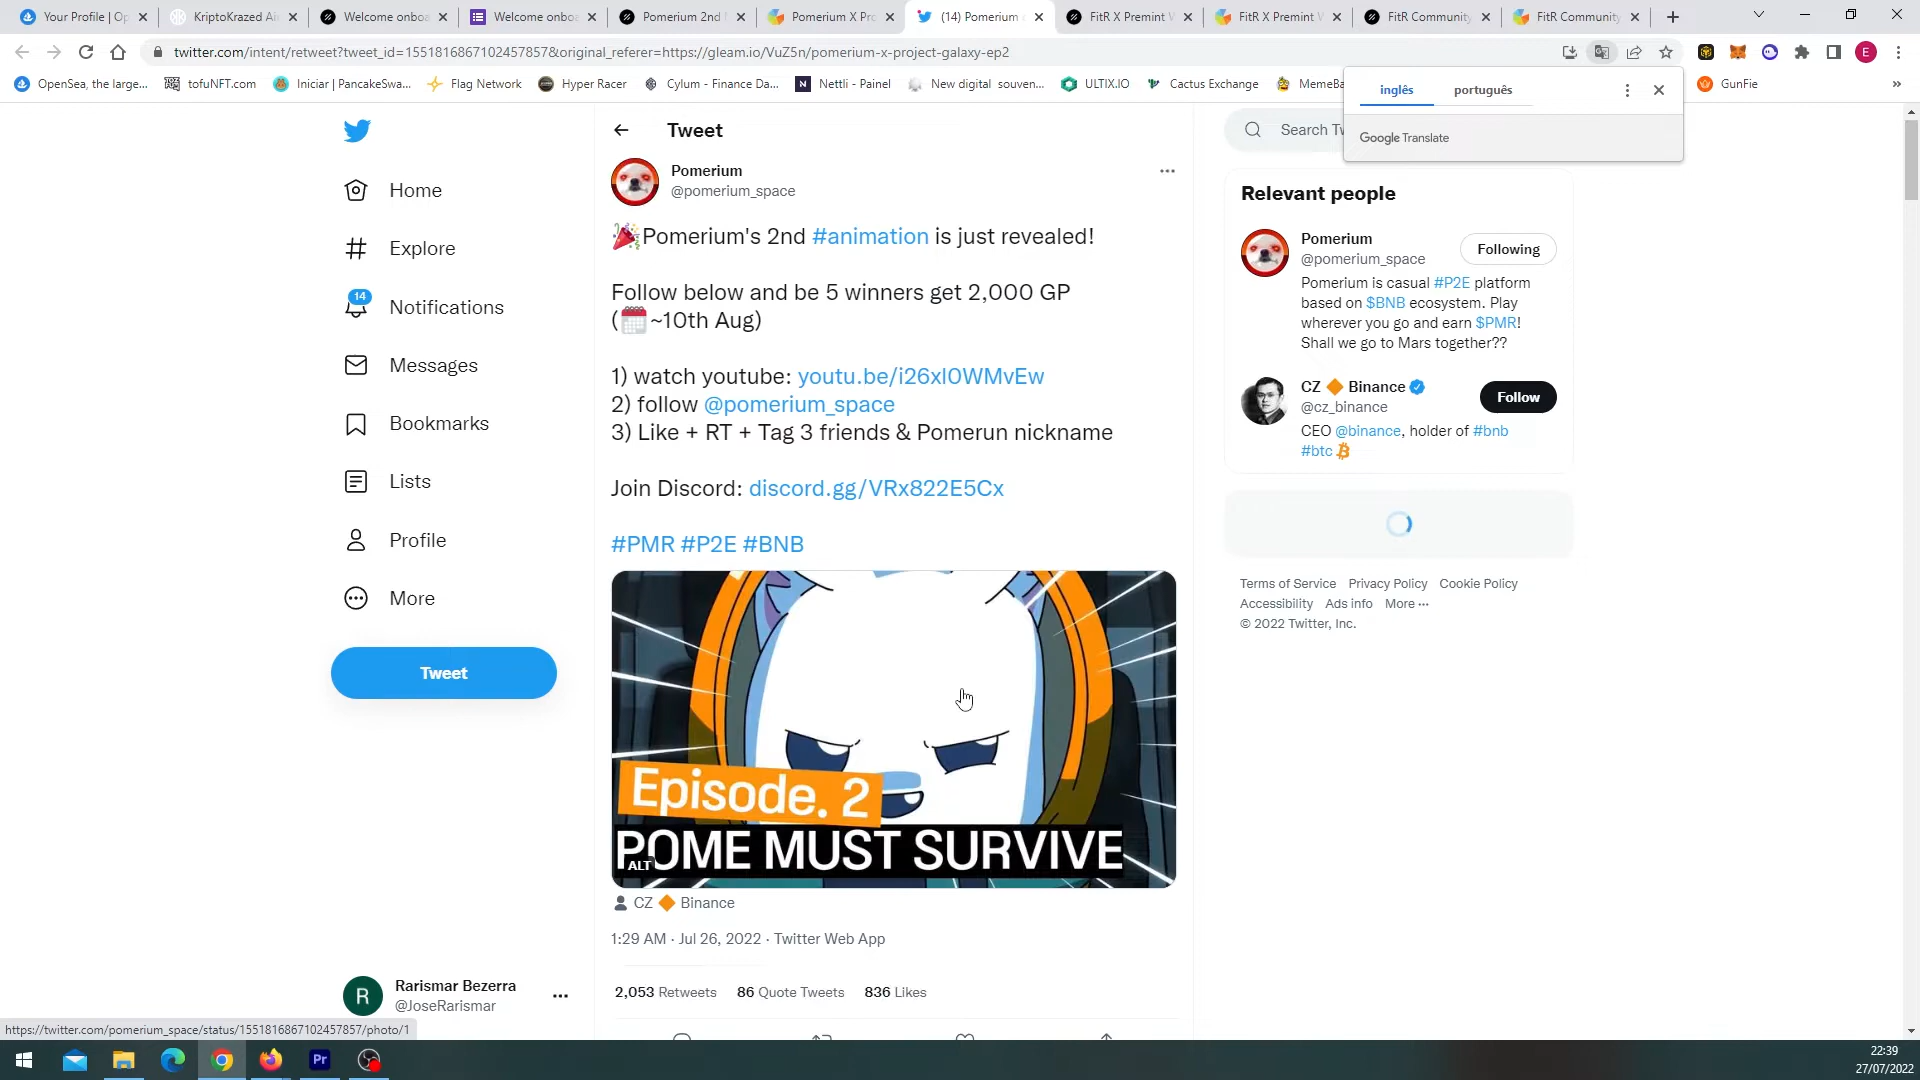 Your Profile | Op
KriptoKrazed Ai
Welcome onboa
Welcome onboa
Pomerium 2nd
Pomerium X Pro
(14) Pomerium
FitR X Premint
FitR X Premint
FitR Community
FitR Community
twitter.com/intent/retweet?tweet_id=1551816867102457857&original_referer=https://gleam.io/VuZ5n/pomerium-x-project-galaxy-ep2
E
OpenSea, the large...
tofuNFT.com
Iniciar | PancakeSwa...
Flag Network
Hyper Racer
Cylum - Finance Da...
Nettli - Painel
New digital souven...
ULTIX.IO
Cactus Exchange
MemeBa
GunFie
»
inglês
português
Google Translate
Home
Explore
14
Notifications
Messages
Bookmarks
Lists
Profile
More
Tweet
Rarismar Bezerra
@JoseRarismar
R
Tweet
Pomerium
@pomerium_space
Pomerium's 2nd #animation is just revealed!
Follow below and be 5 winners get 2,000 GP
(🗓~10th Aug)
1) watch youtube: youtu.be/i26xl0WMvEw
2) follow @pomerium_space
3) Like + RT + Tag 3 friends & Pomerun nickname
Join Discord: discord.gg/VRx822E5Cx
#PMR #P2E #BNB
Episode. 2
POME MUST SURVIVE
ALT
CZ 🔶 Binance
1:29 AM · Jul 26, 2022 · Twitter Web App
2,053 Retweets 86 Quote Tweets 836 Likes
Search Tw
Relevant people
Pomerium
@pomerium_space
Following
Pomerium is casual #P2E platform
based on $BNB ecosystem. Play
wherever you go and earn $PMR!
Shall we go to Mars together??
CZ 🔶 Binance
@cz_binance
Follow
CEO @binance, holder of #bnb
#btc
Terms of Service Privacy Policy Cookie Policy
Accessibility Ads info More ···
© 2022 Twitter, Inc.
https://twitter.com/pomerium_space/status/1551816867102457857/photo/1
Pr
22:39
27/07/2022